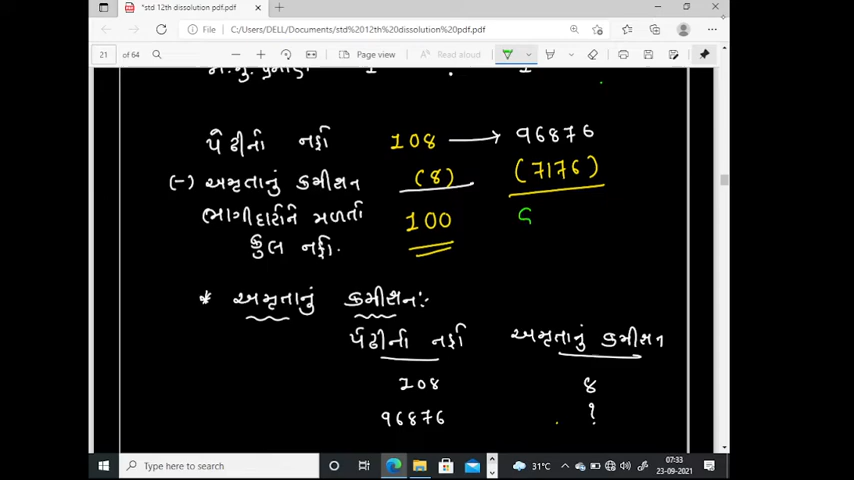 *std 12th dissolution pdf.pdf
File
C:/Users/DELL/Documents/std%2012th%20dissolution%20pdf.pdf
21 of 64
Page view
Read aloud
પેઢીનો નફો 108 → 96876
(-) અમૃતાનું કમીશન (8) (7176)
ભાગીદારોને મળતો 100
કુલ નફો.
* અમૃતાનું કમીશન:-
પેઢીનો નફો અમૃતાનું કમીશન
108 8
96876 ?
Type here to search
31°C
07:33
23-09-2021